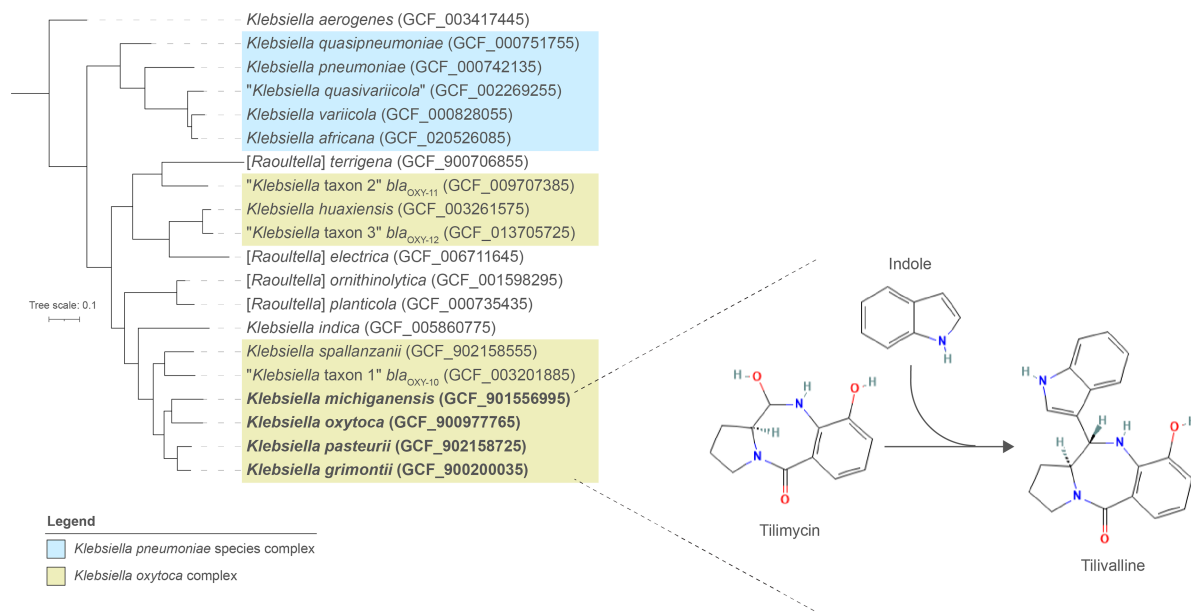 Klebsiella aerogenes (GCF_003417445)
Klebsiella quasipneumoniae (GCF_000751755)
Klebsiella pneumoniae (GCF_000742135)
"Klebsiella quasivariicola" (GCF_002269255)
Klebsiella variicola (GCF_000828055)
Klebsiella africana (GCF_020526085)
[Raoultella] terrigena (GCF_900706855)
"Klebsiella taxon 2" blaOXY-11 (GCF_009707385)
Klebsiella huaxiensis (GCF_003261575)
"Klebsiella taxon 3" blaOXY-12 (GCF_013705725)
[Raoultella] electrica (GCF_006711645)
[Raoultella] ornithinolytica (GCF_001598295)
[Raoultella] planticola (GCF_000735435)
Klebsiella indica (GCF_005860775)
Klebsiella spallanzanii (GCF_902158555)
"Klebsiella taxon 1" blaOXY-10 (GCF_003201885)
Klebsiella michiganensis (GCF_901556995)
Klebsiella oxytoca (GCF_900977765)
Klebsiella pasteurii (GCF_902158725)
Klebsiella grimontii (GCF_900200035)
Tree scale: 0.1
Legend
Klebsiella pneumoniae species complex
Klebsiella oxytoca complex
Indole
N
H
H
O
H
N
O
H
H
N
O
Tilimycin
H
N
H
H
N
O
H
H
N
O
Tilivalline